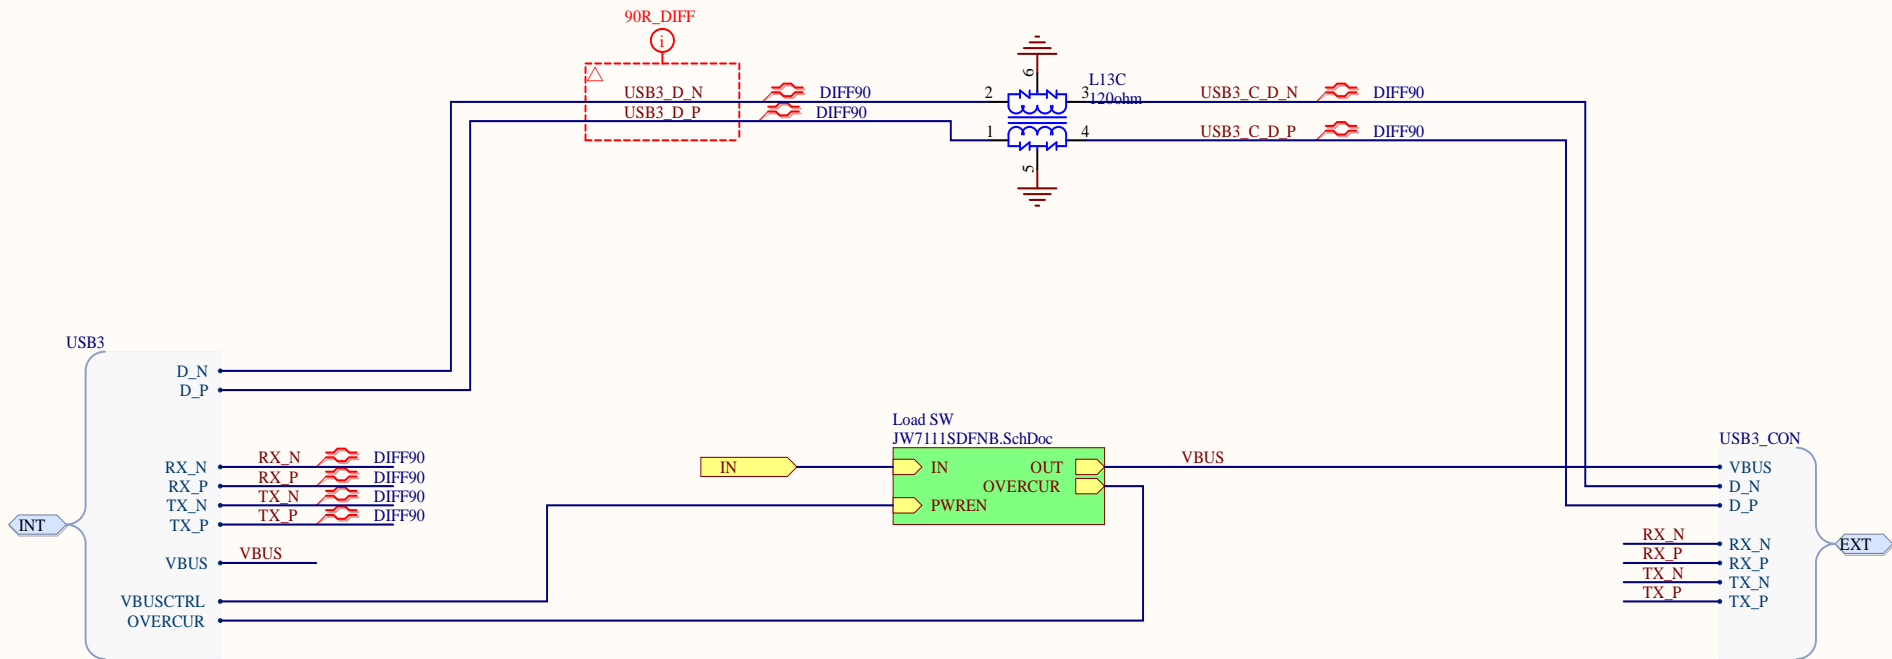 90R_DIFF
i
USB3_D_N
DIFF90
USB3_D_P
DIFF90
2
1
6
5
3
4
L13C
120ohm
USB3_C_D_N
DIFF90
USB3_C_D_P
DIFF90
USB3
D_N
D_P
RX_N
RX_P
TX_N
TX_P
VBUS
VBUSCTRL
OVERCUR
RX_N
DIFF90
RX_P
DIFF90
TX_N
DIFF90
TX_P
DIFF90
VBUS
INT
IN
Load SW
JW7111SDFNB.SchDoc
IN
OUT
OVERCUR
PWREN
VBUS
USB3_CON
VBUS
D_N
D_P
RX_N
RX_P
TX_N
TX_P
RX_N
RX_P
TX_N
TX_P
EXT